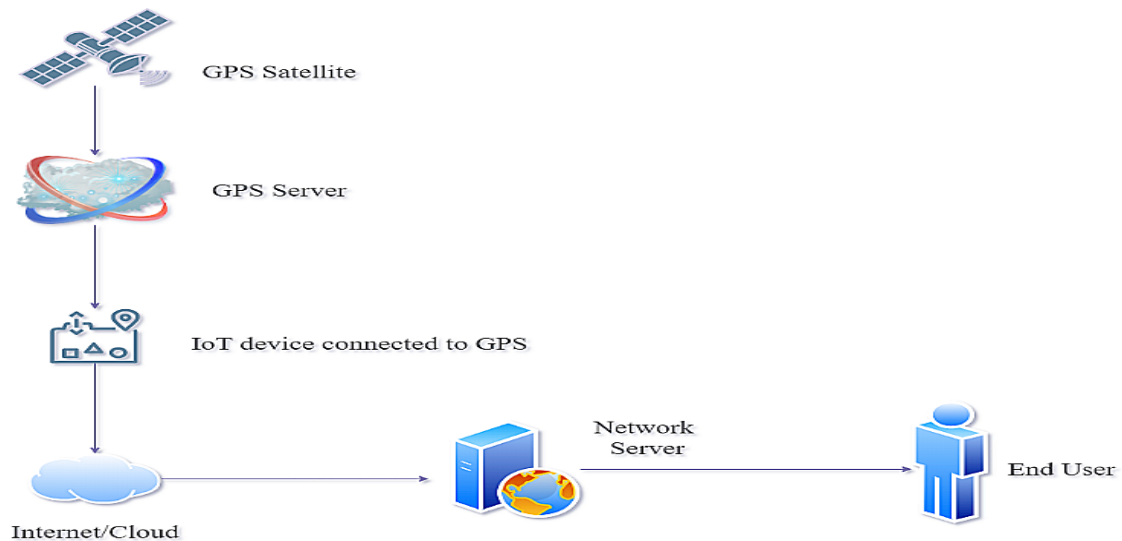 GPS Satellite
GPS Server
IoT device connected to GPS
Network
Server
End User
Internet/Cloud